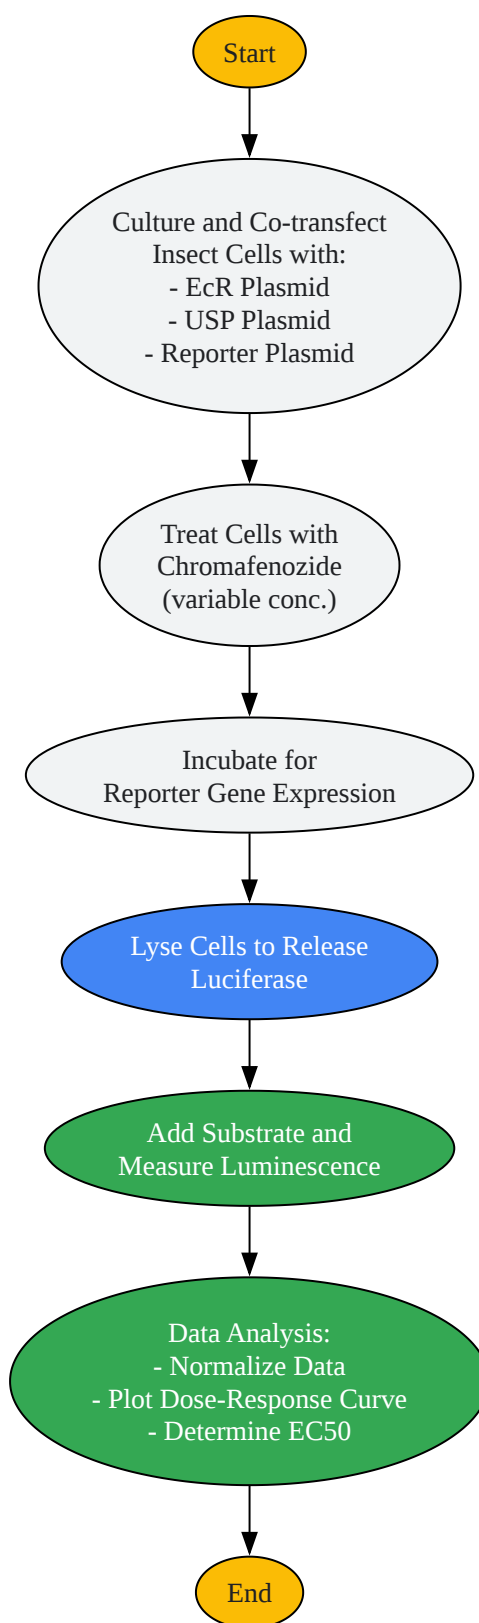 Start
Culture and Co-transfect
Insect Cells with:
- EcR Plasmid
- USP Plasmid
- Reporter Plasmid
Treat Cells with
Chromafenozide
(variable conc.)
Incubate for
Reporter Gene Expression
Lyse Cells to Release
Luciferase
Add Substrate and
Measure Luminescence
Data Analysis:
- Normalize Data
- Plot Dose-Response Curve
- Determine EC50
End